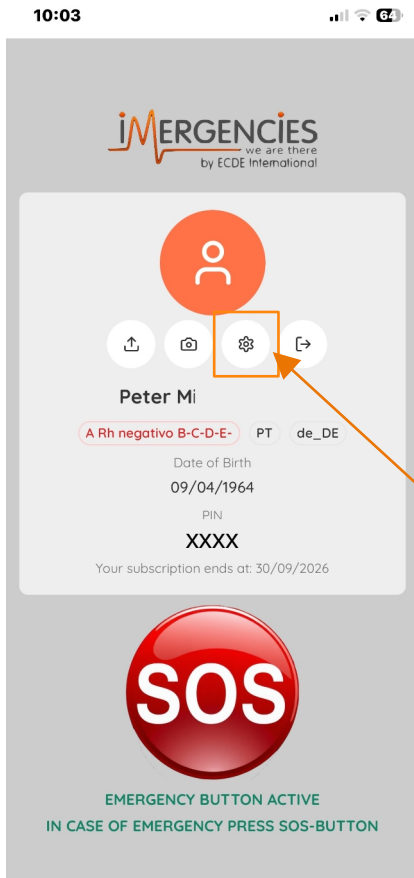 10:03
64
iMERGENCIES
we are there
by ECDE International
Peter Mi
A Rh negativo B-C-D-E-
PT
de_DE
Date of Birth
09/04/1964
PIN
XXXX
Your subscription ends at: 30/09/2026
SOS
EMERGENCY BUTTON ACTIVE
IN CASE OF EMERGENCY PRESS SOS-BUTTON